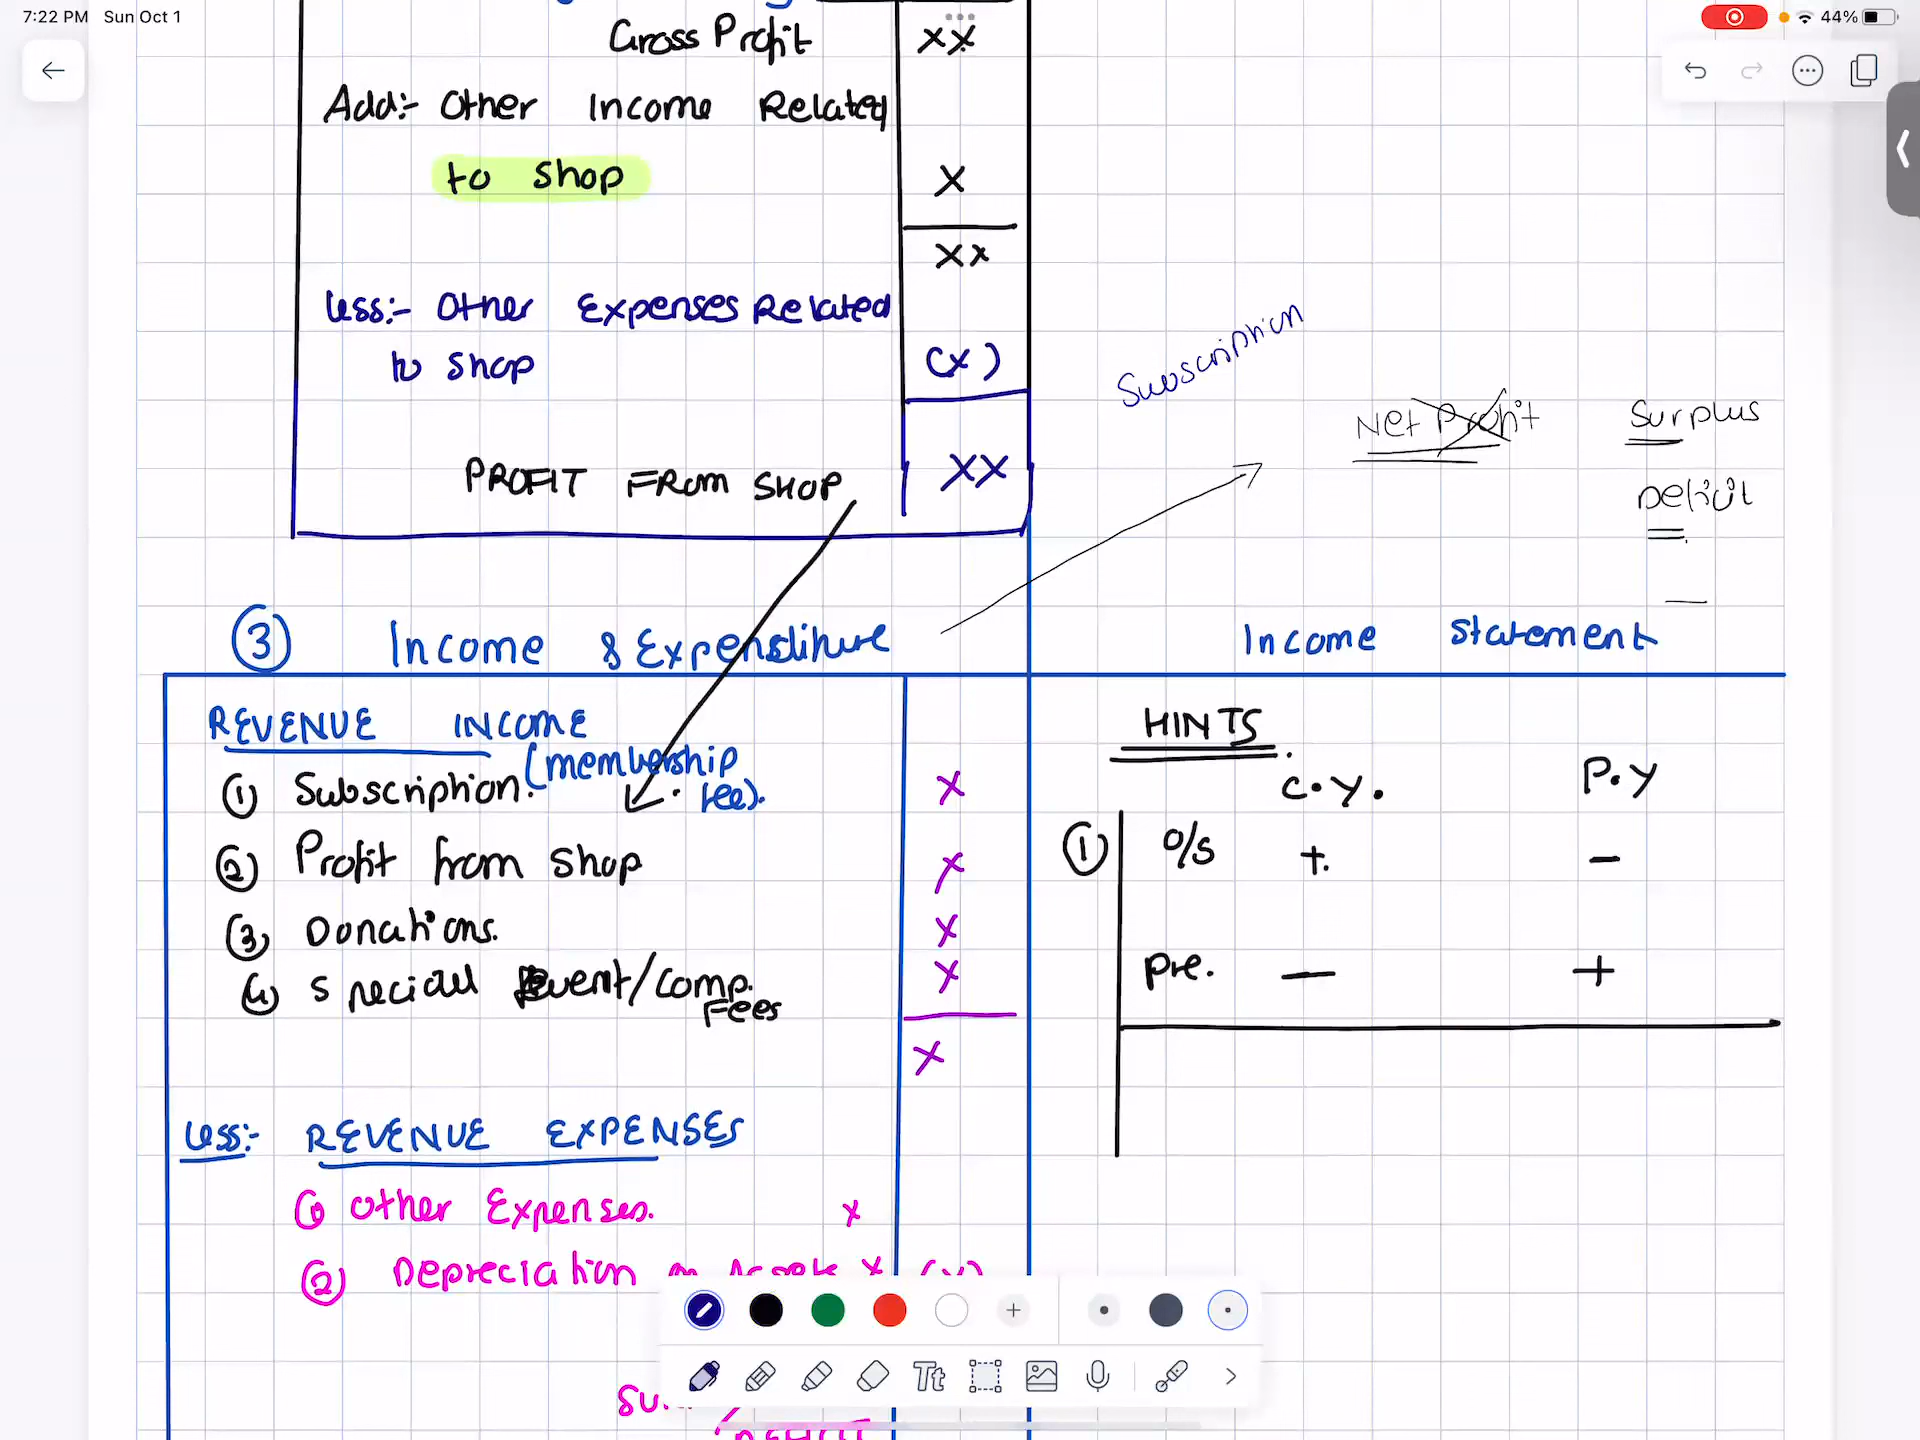 7:22 PM Sun Oct 1
44%
Gross Profit XX
Add:- Other Income Related
to shop X
XX
Less:- Other Expenses Related
to shop (X)
Subscription
Net Profit Surplus
Deficit
PROFIT FROM SHOP XX
3 Income & Expenditure Income Statement
REVENUE INCOME HINTS
(membership
1 Subscription. fee). X
C.Y. P.Y
1 O/S + -
2 Profit from shop X
3 Donations. X
Pre. - +
4 Special Event/comp. X
Fees
X
Less:- REVENUE EXPENSES
1 Other Expenses. X
2 Depreciation on Assets X (X)
Tt